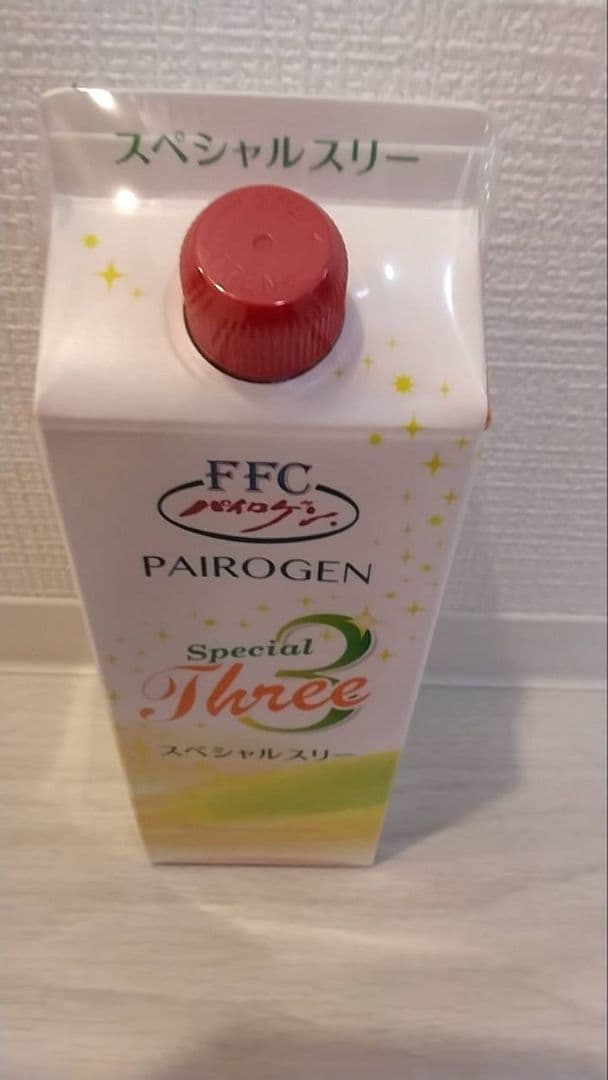 スペシャルスリー
FFC
パイロゲン
PAIROGEN
Special
Three
3
スペシャルスリー